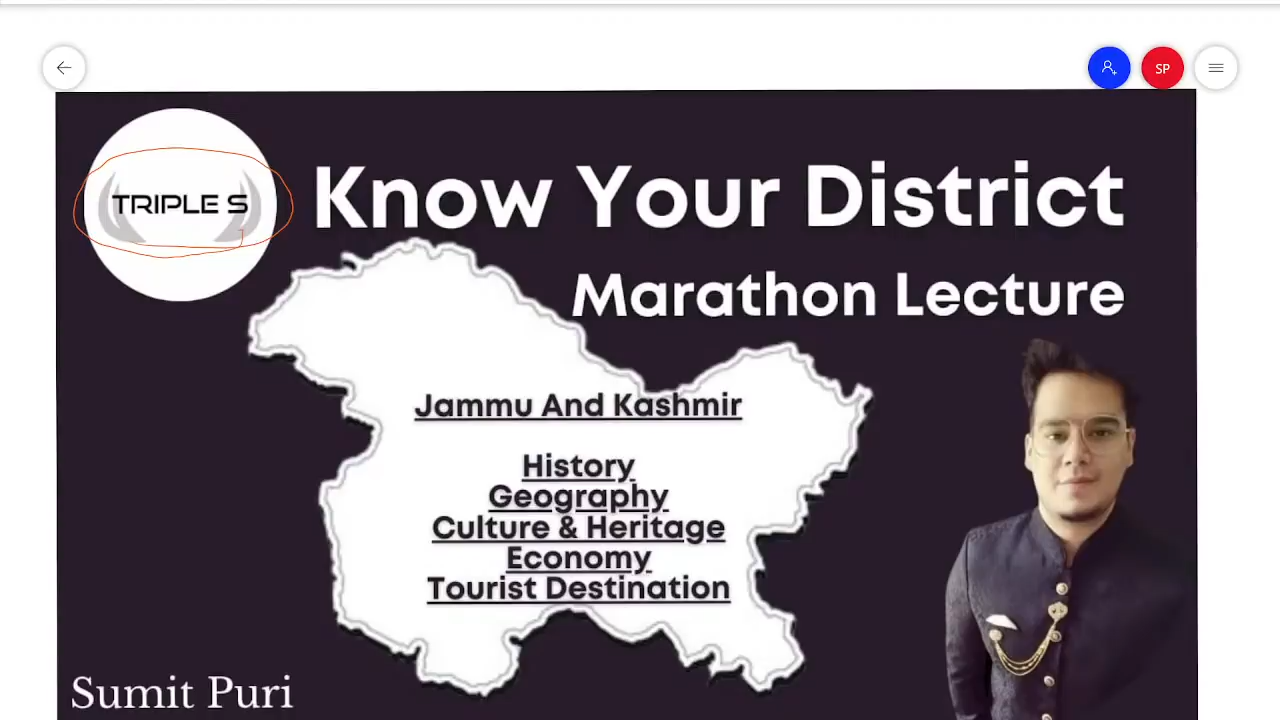 SP
TRIPLE S
Know Your District
Marathon Lecture
Jammu And Kashmir
History
Geography
Culture & Heritage
Economy
Tourist Destination
Sumit Puri